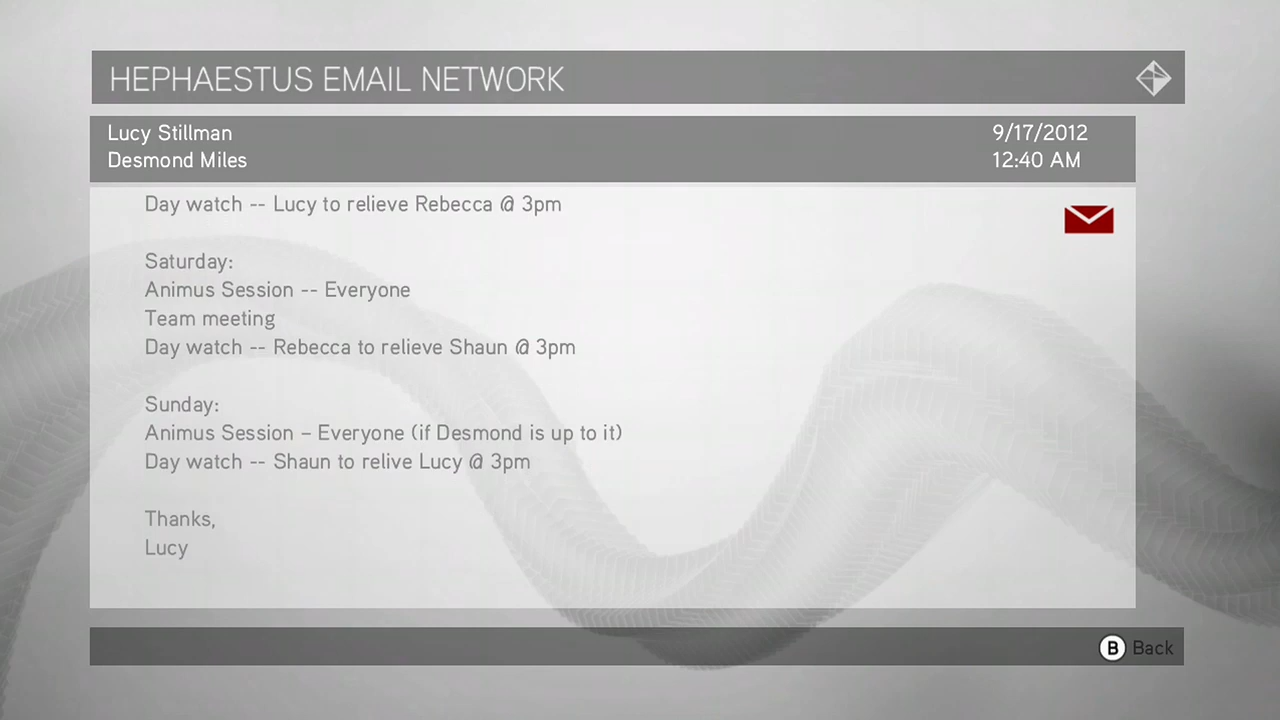 HEPHAESTUS EMAIL NETWORK
Lucy Stillman
9/17/2012
Desmond Miles
12:40 AM
Day watch -- Lucy to relieve Rebecca @ 3pm
Saturday:
Animus Session -- Everyone
Team meeting
Day watch -- Rebecca to relieve Shaun @ 3pm
Sunday:
Animus Session – Everyone (if Desmond is up to it)
Day watch -- Shaun to relive Lucy @ 3pm
Thanks,
Lucy
B Back